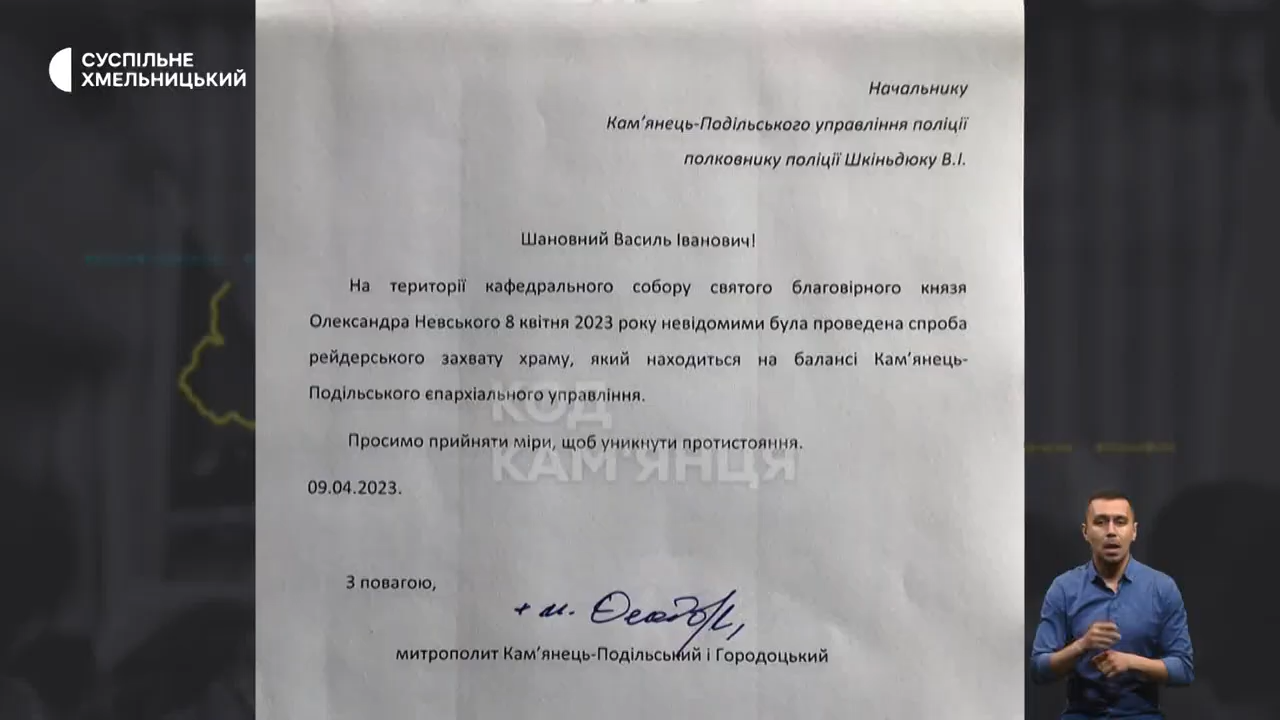 СУСПІЛЬНЕ
ХМЕЛЬНИЦЬКИЙ
Начальнику
Кам’янець-Подільського управління поліції
полковнику поліції Шкіньдюку В.І.
Шановний Василь Іванович!
На території кафедрального собору святого благовірного князя
Олександра Невського 8 квітня 2023 року невідомими була проведена спроба
рейдерського захвату храму, який находиться на балансі Кам’янець-
Подільського єпархіального управління.
КОД
КАМ'ЯНЦЯ
Просимо прийняти міри, щоб уникнути протистояння.
09.04.2023.
З повагою,
+ м. Феодор,
митрополит Кам’янець-Подільський і Городоцький